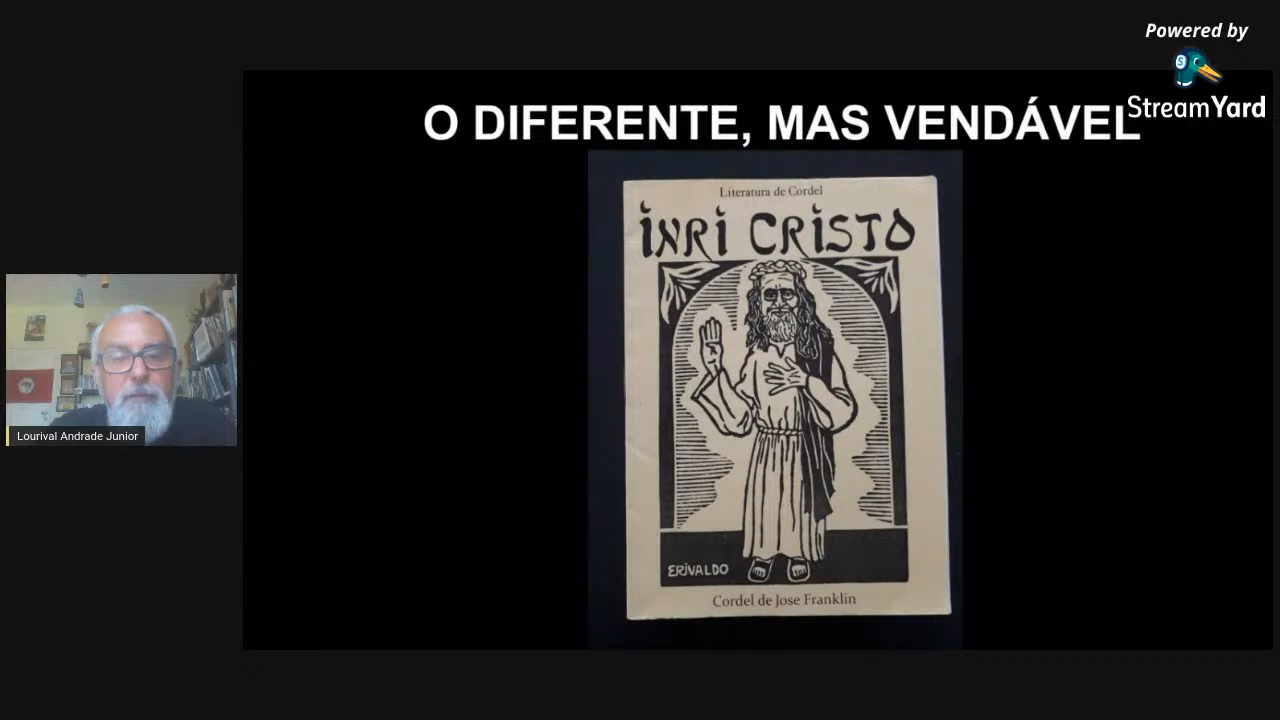 Powered by
StreamYard
O DIFERENTE, MAS VENDÁVEL
Literatura de Cordel
INRI CRISTO
ERIVALDO
Cordel de Jose Franklin
Lourival Andrade Junior